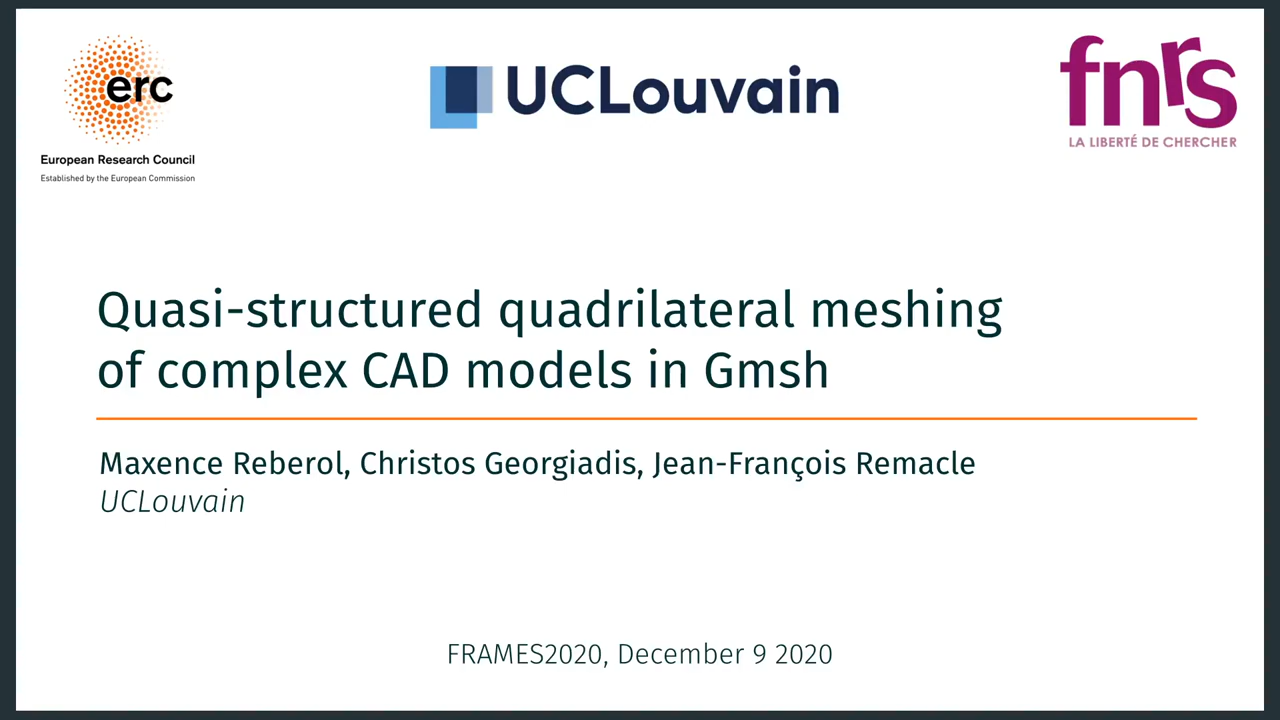 erc
European Research Council
Established by the European Commission
UCLouvain
fnrs
LA LIBERTÉ DE CHERCHER
Quasi-structured quadrilateral meshing
of complex CAD models in Gmsh
Maxence Reberol, Christos Georgiadis, Jean-François Remacle
UCLouvain
FRAMES2020, December 9 2020